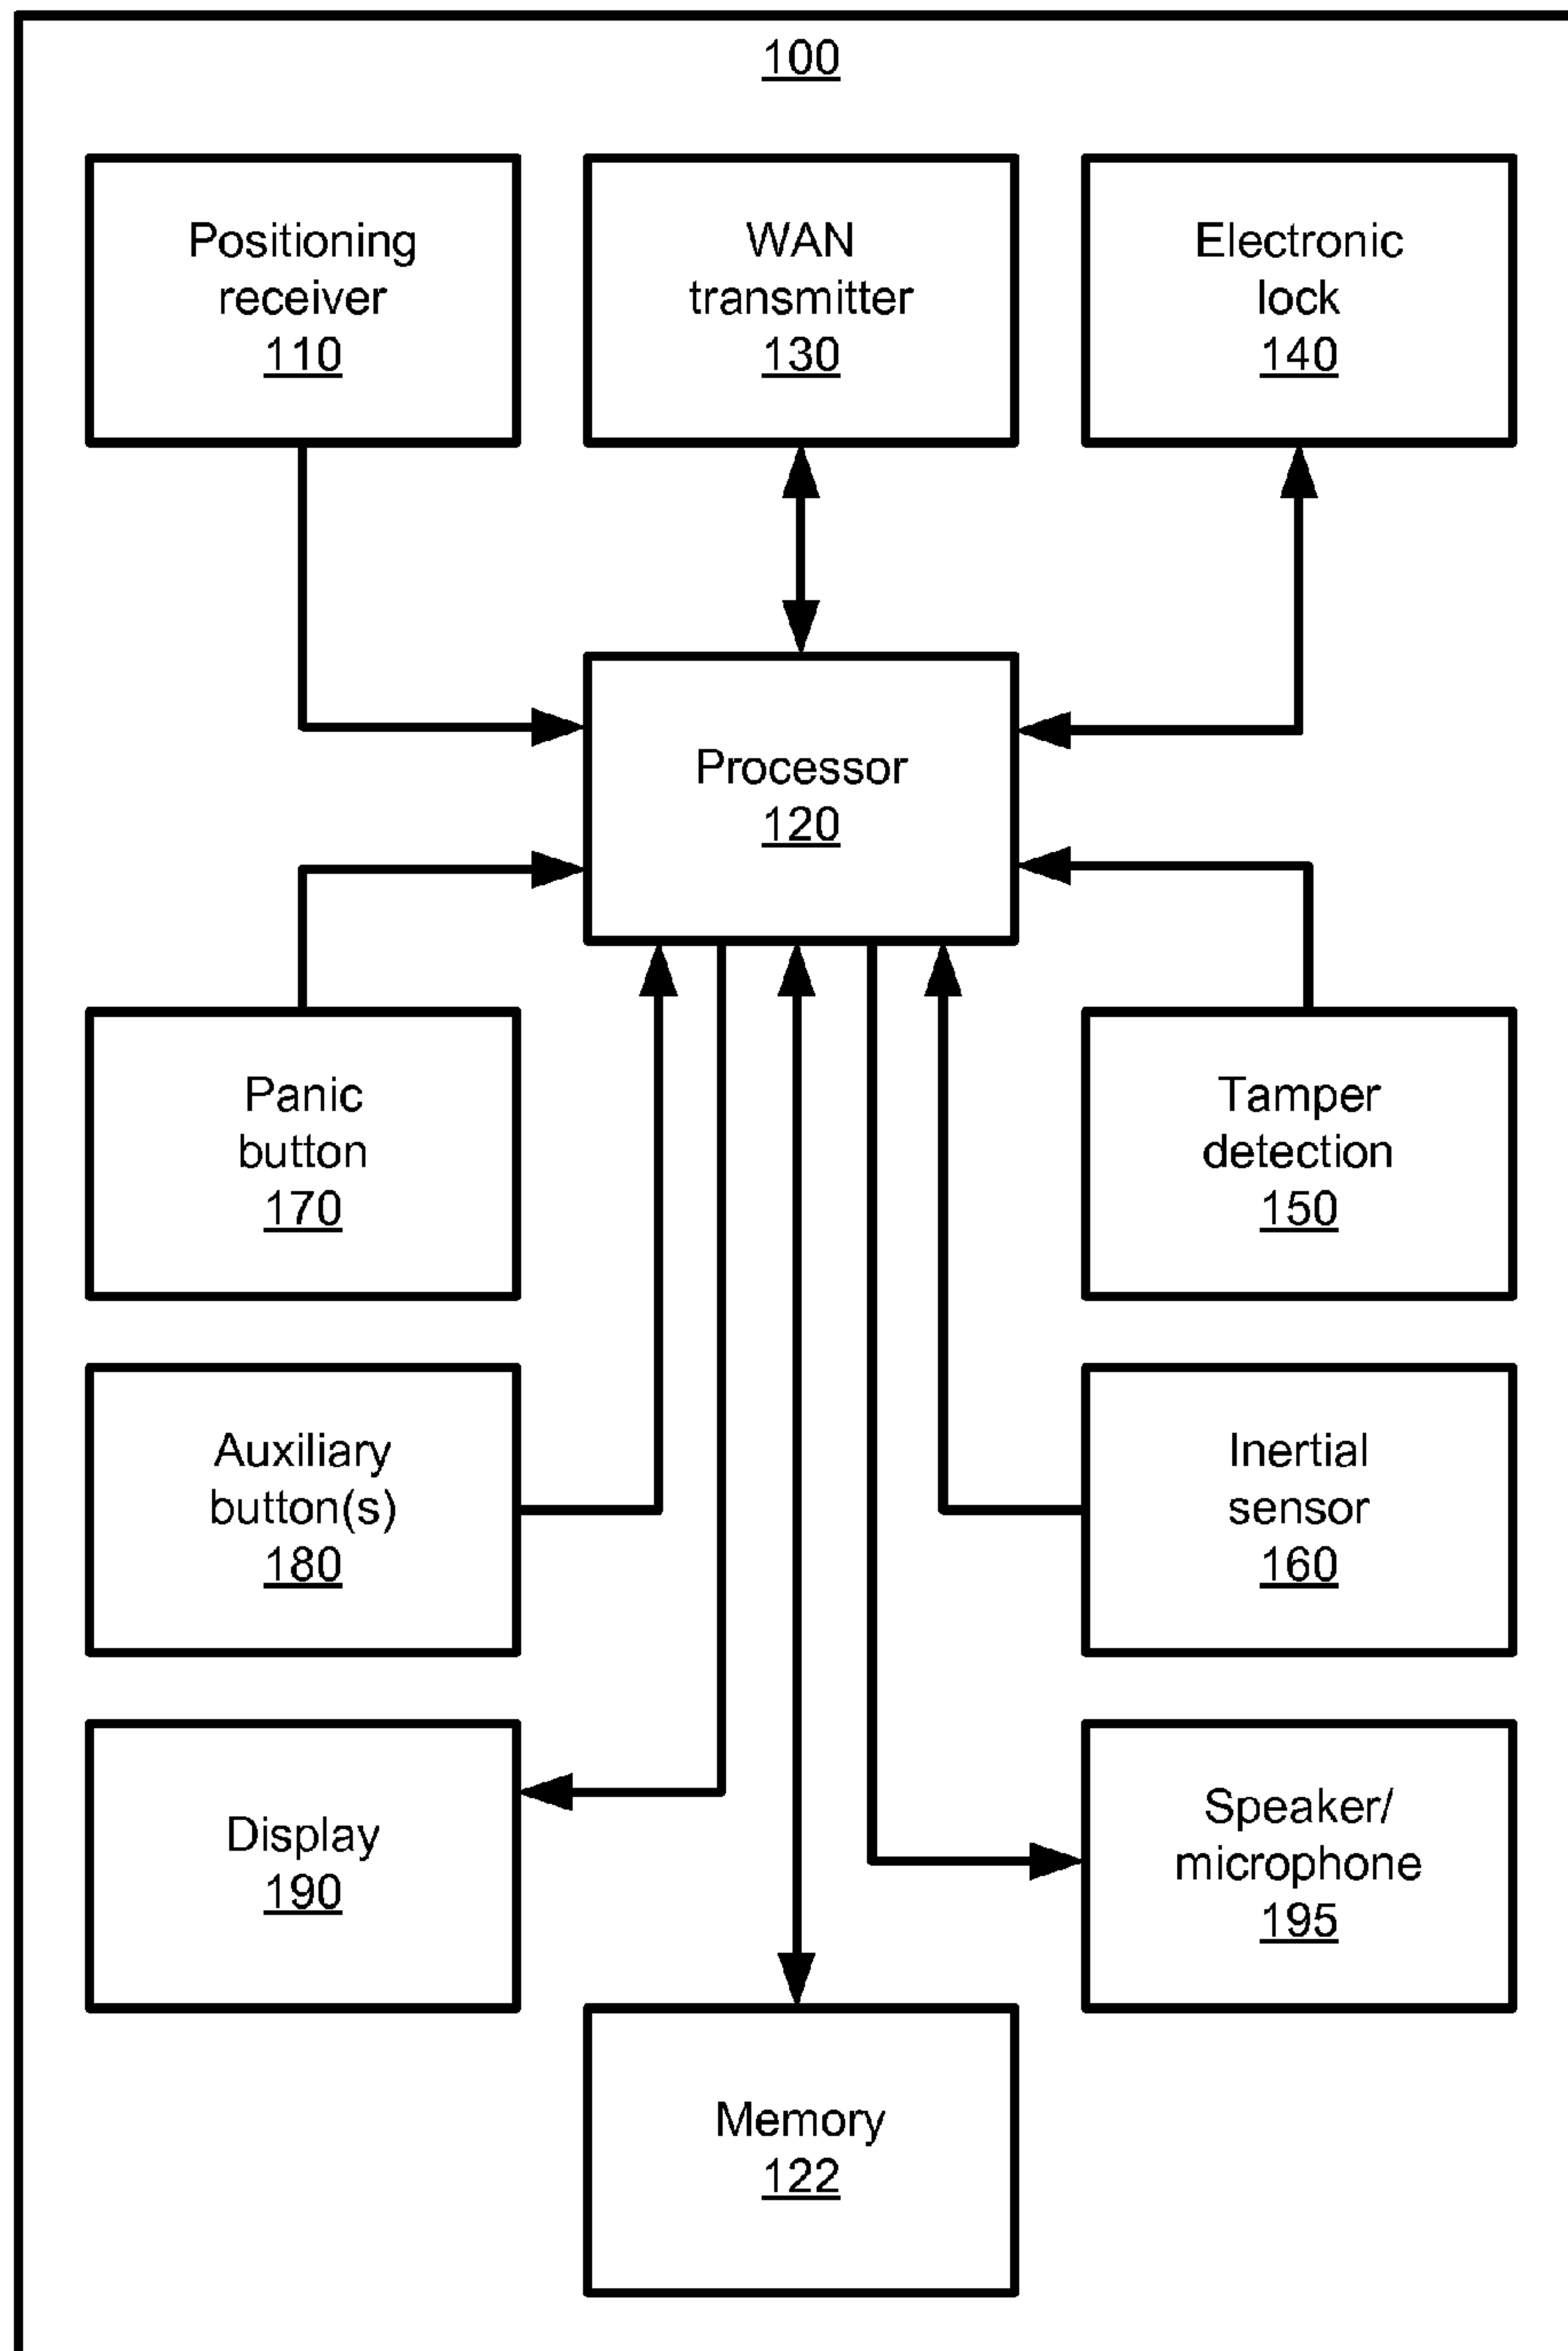 100
Positioning
receiver
110
WAN
transmitter
130
Electronic
lock
140
Processor
120
Panic
button
170
Tamper
detection
150
Auxiliary
button(s)
180
Inertial
sensor
160
Display
190
Speaker/
microphone
195
Memory
122